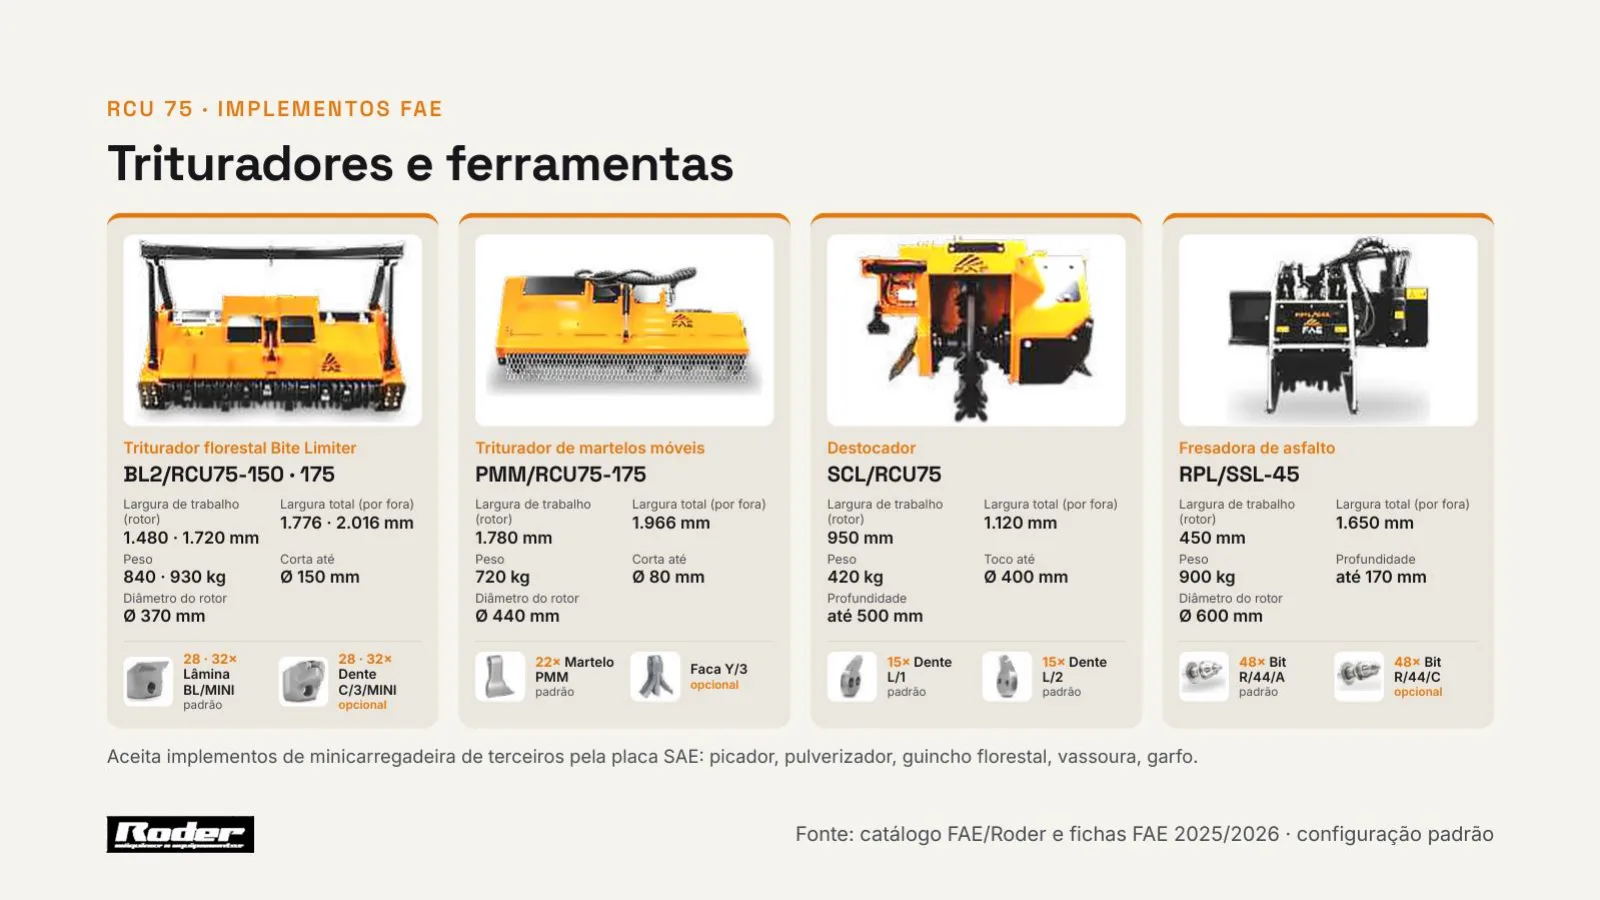 RCU 75 · IMPLEMENTOS FAE
Trituradores e ferramentas
Triturador florestal Bite Limiter
BL2/RCU75-150 · 175
Largura de trabalho (rotor)
1.480 · 1.720 mm
Largura total (por fora)
1.776 · 2.016 mm
Peso
840 · 930 kg
Corta até
Ø 150 mm
Diâmetro do rotor
Ø 370 mm
28 · 32×
Lâmina
BL/MINI
padrão
28 · 32×
Dente
C/3/MINI
opcional
FAE
Triturador de martelos móveis
PMM/RCU75-175
Largura de trabalho (rotor)
1.780 mm
Largura total (por fora)
1.966 mm
Peso
720 kg
Corta até
Ø 80 mm
Diâmetro do rotor
Ø 440 mm
22× Martelo
PMM
padrão
Faca Y/3
opcional
FAE
Destocador
SCL/RCU75
Largura de trabalho (rotor)
950 mm
Largura total (por fora)
1.120 mm
Peso
420 kg
Toco até
Ø 400 mm
Profundidade
até 500 mm
15× Dente
L/1
padrão
15× Dente
L/2
padrão
FAE
RPL/SSL
FAE
Fresadora de asfalto
RPL/SSL-45
Largura de trabalho (rotor)
450 mm
Largura total (por fora)
1.650 mm
Peso
900 kg
Profundidade
até 170 mm
Diâmetro do rotor
Ø 600 mm
48× Bit
R/44/A
padrão
48× Bit
R/44/C
opcional
Aceita implementos de minicarregadeira de terceiros pela placa SAE: picador, pulverizador, guincho florestal, vassoura, garfo.
Roder
máquinas e equipamentos
Fonte: catálogo FAE/Roder e fichas FAE 2025/2026 · configuração padrão